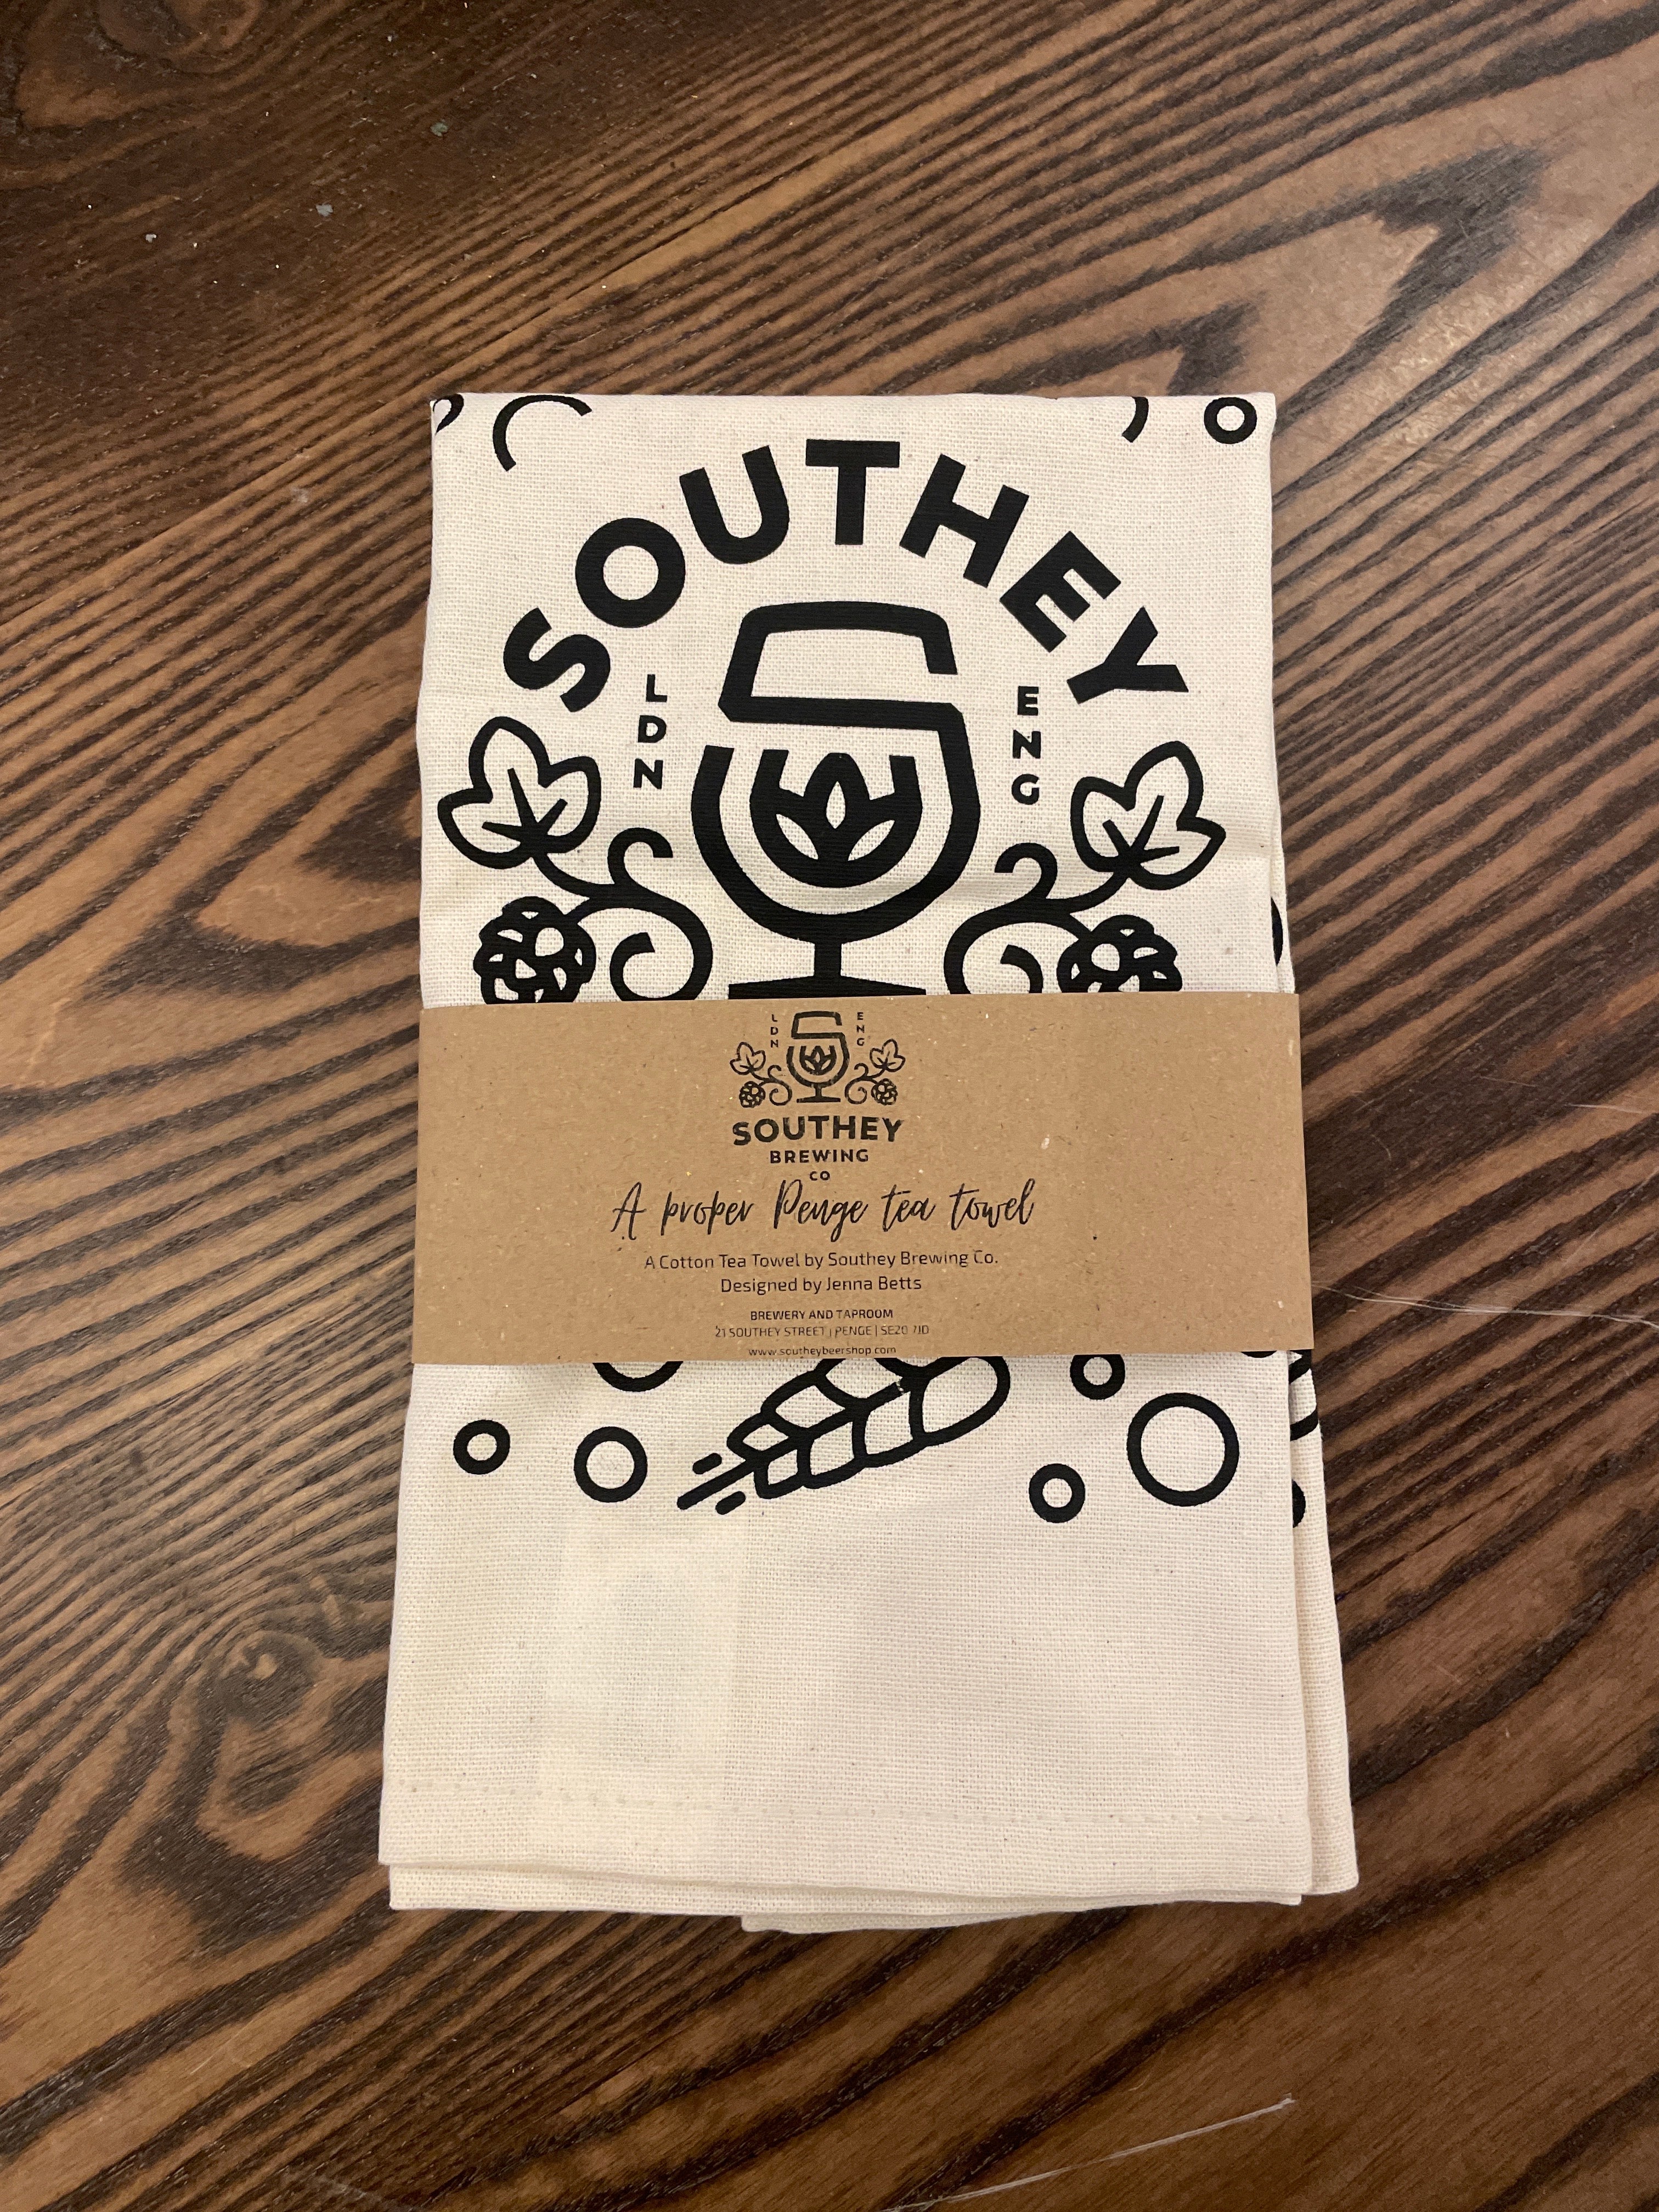 SOUTHEY
LDN
ENG
LDN
ENG
SOUTHEY
BREWING
CO
A proper Penge tea towel
A Cotton Tea Towel by Southey Brewing Co.
Designed by Jenna Betts
BREWERY AND TAPROOM
21 SOUTHEY STREET | PENGE | SE20 7JD
www.southeybeershop.com